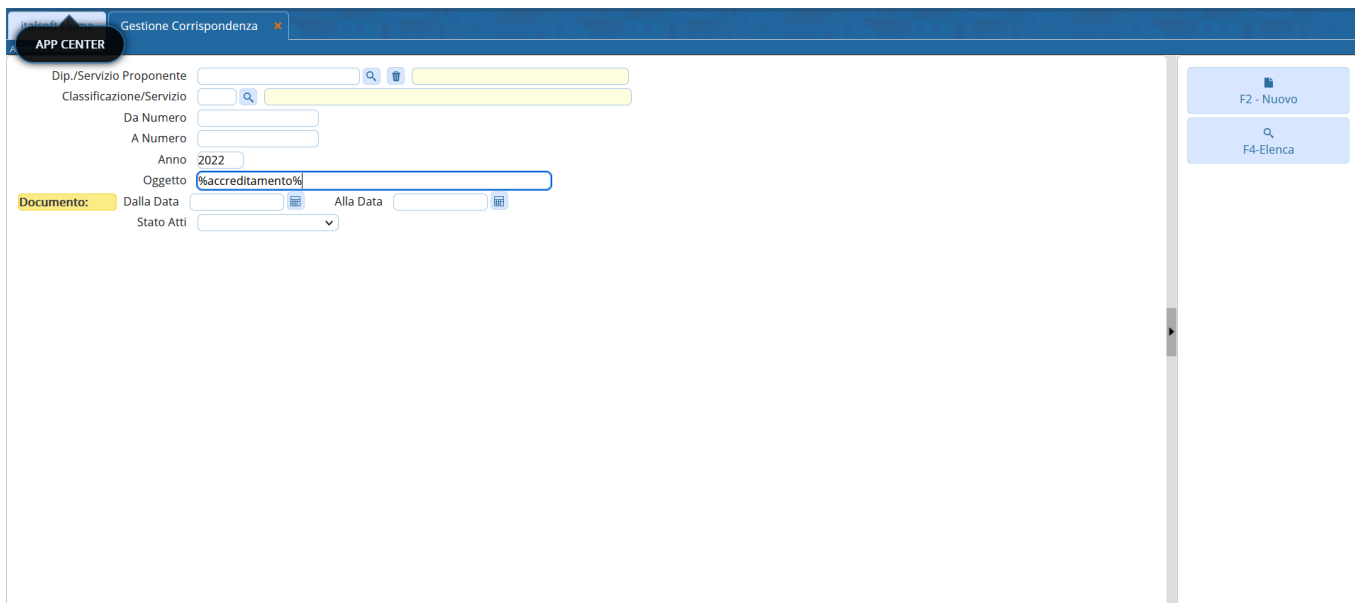 Gestione Corrispondenza ×
APP CENTER
Dip./Servizio Proponente
Classificazione/Servizio
Da Numero
A Numero
Anno 2022
Oggetto %accreditamento%
Documento: Dalla Data Alla Data
Stato Atti
F2 - Nuovo
F4-Elenca